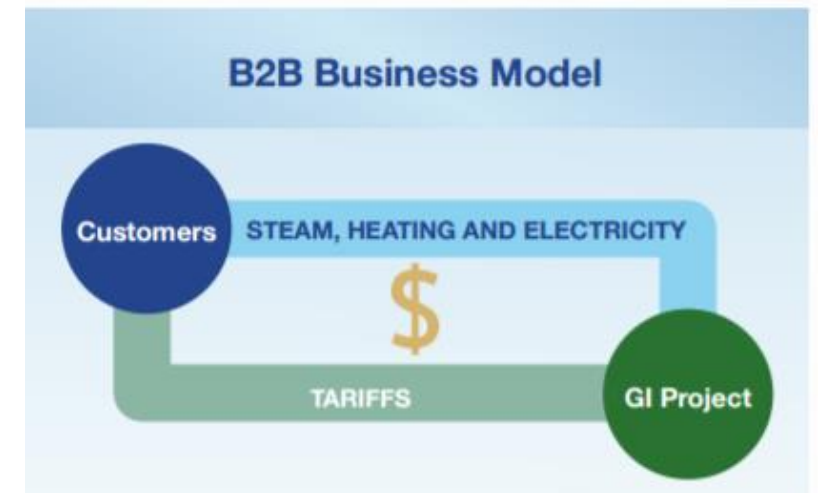 B2B Business Model
Customers
STEAM, HEATING AND ELECTRICITY
$
TARIFFS
GI Project